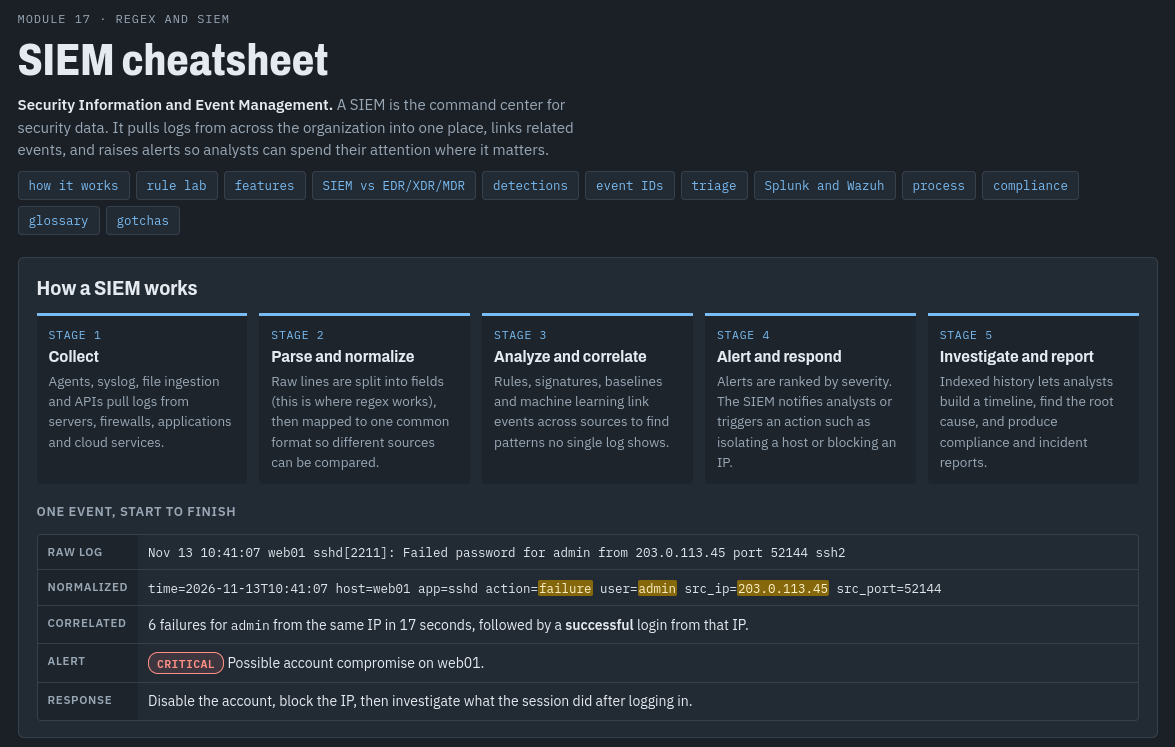 MODULE 17 · REGEX AND SIEM
SIEM cheatsheet
Security Information and Event Management. A SIEM is the command center for
security data. It pulls logs from across the organization into one place, links related
events, and raises alerts so analysts can spend their attention where it matters.
how it works rule lab features SIEM vs EDR/XDR/MDR detections event IDs triage Splunk and Wazuh process compliance
glossary gotchas
How a SIEM works
STAGE 1
Collect
Agents, syslog, file ingestion
and APIs pull logs from
servers, firewalls, applications
and cloud services.
STAGE 2
Parse and normalize
Raw lines are split into fields
(this is where regex works),
then mapped to one common
format so different sources
can be compared.
STAGE 3
Analyze and correlate
Rules, signatures, baselines
and machine learning link
events across sources to find
patterns no single log shows.
STAGE 4
Alert and respond
Alerts are ranked by severity.
The SIEM notifies analysts or
triggers an action such as
isolating a host or blocking an
IP.
STAGE 5
Investigate and report
Indexed history lets analysts
build a timeline, find the root
cause, and produce
compliance and incident
reports.
ONE EVENT, START TO FINISH
RAW LOG Nov 13 10:41:07 web01 sshd[2211]: Failed password for admin from 203.0.113.45 port 52144 ssh2
NORMALIZED time=2026-11-13T10:41:07 host=web01 app=sshd action=failure user=admin src_ip=203.0.113.45 src_port=52144
CORRELATED 6 failures for admin from the same IP in 17 seconds, followed by a successful login from that IP.
ALERT CRITICAL Possible account compromise on web01.
RESPONSE Disable the account, block the IP, then investigate what the session did after logging in.